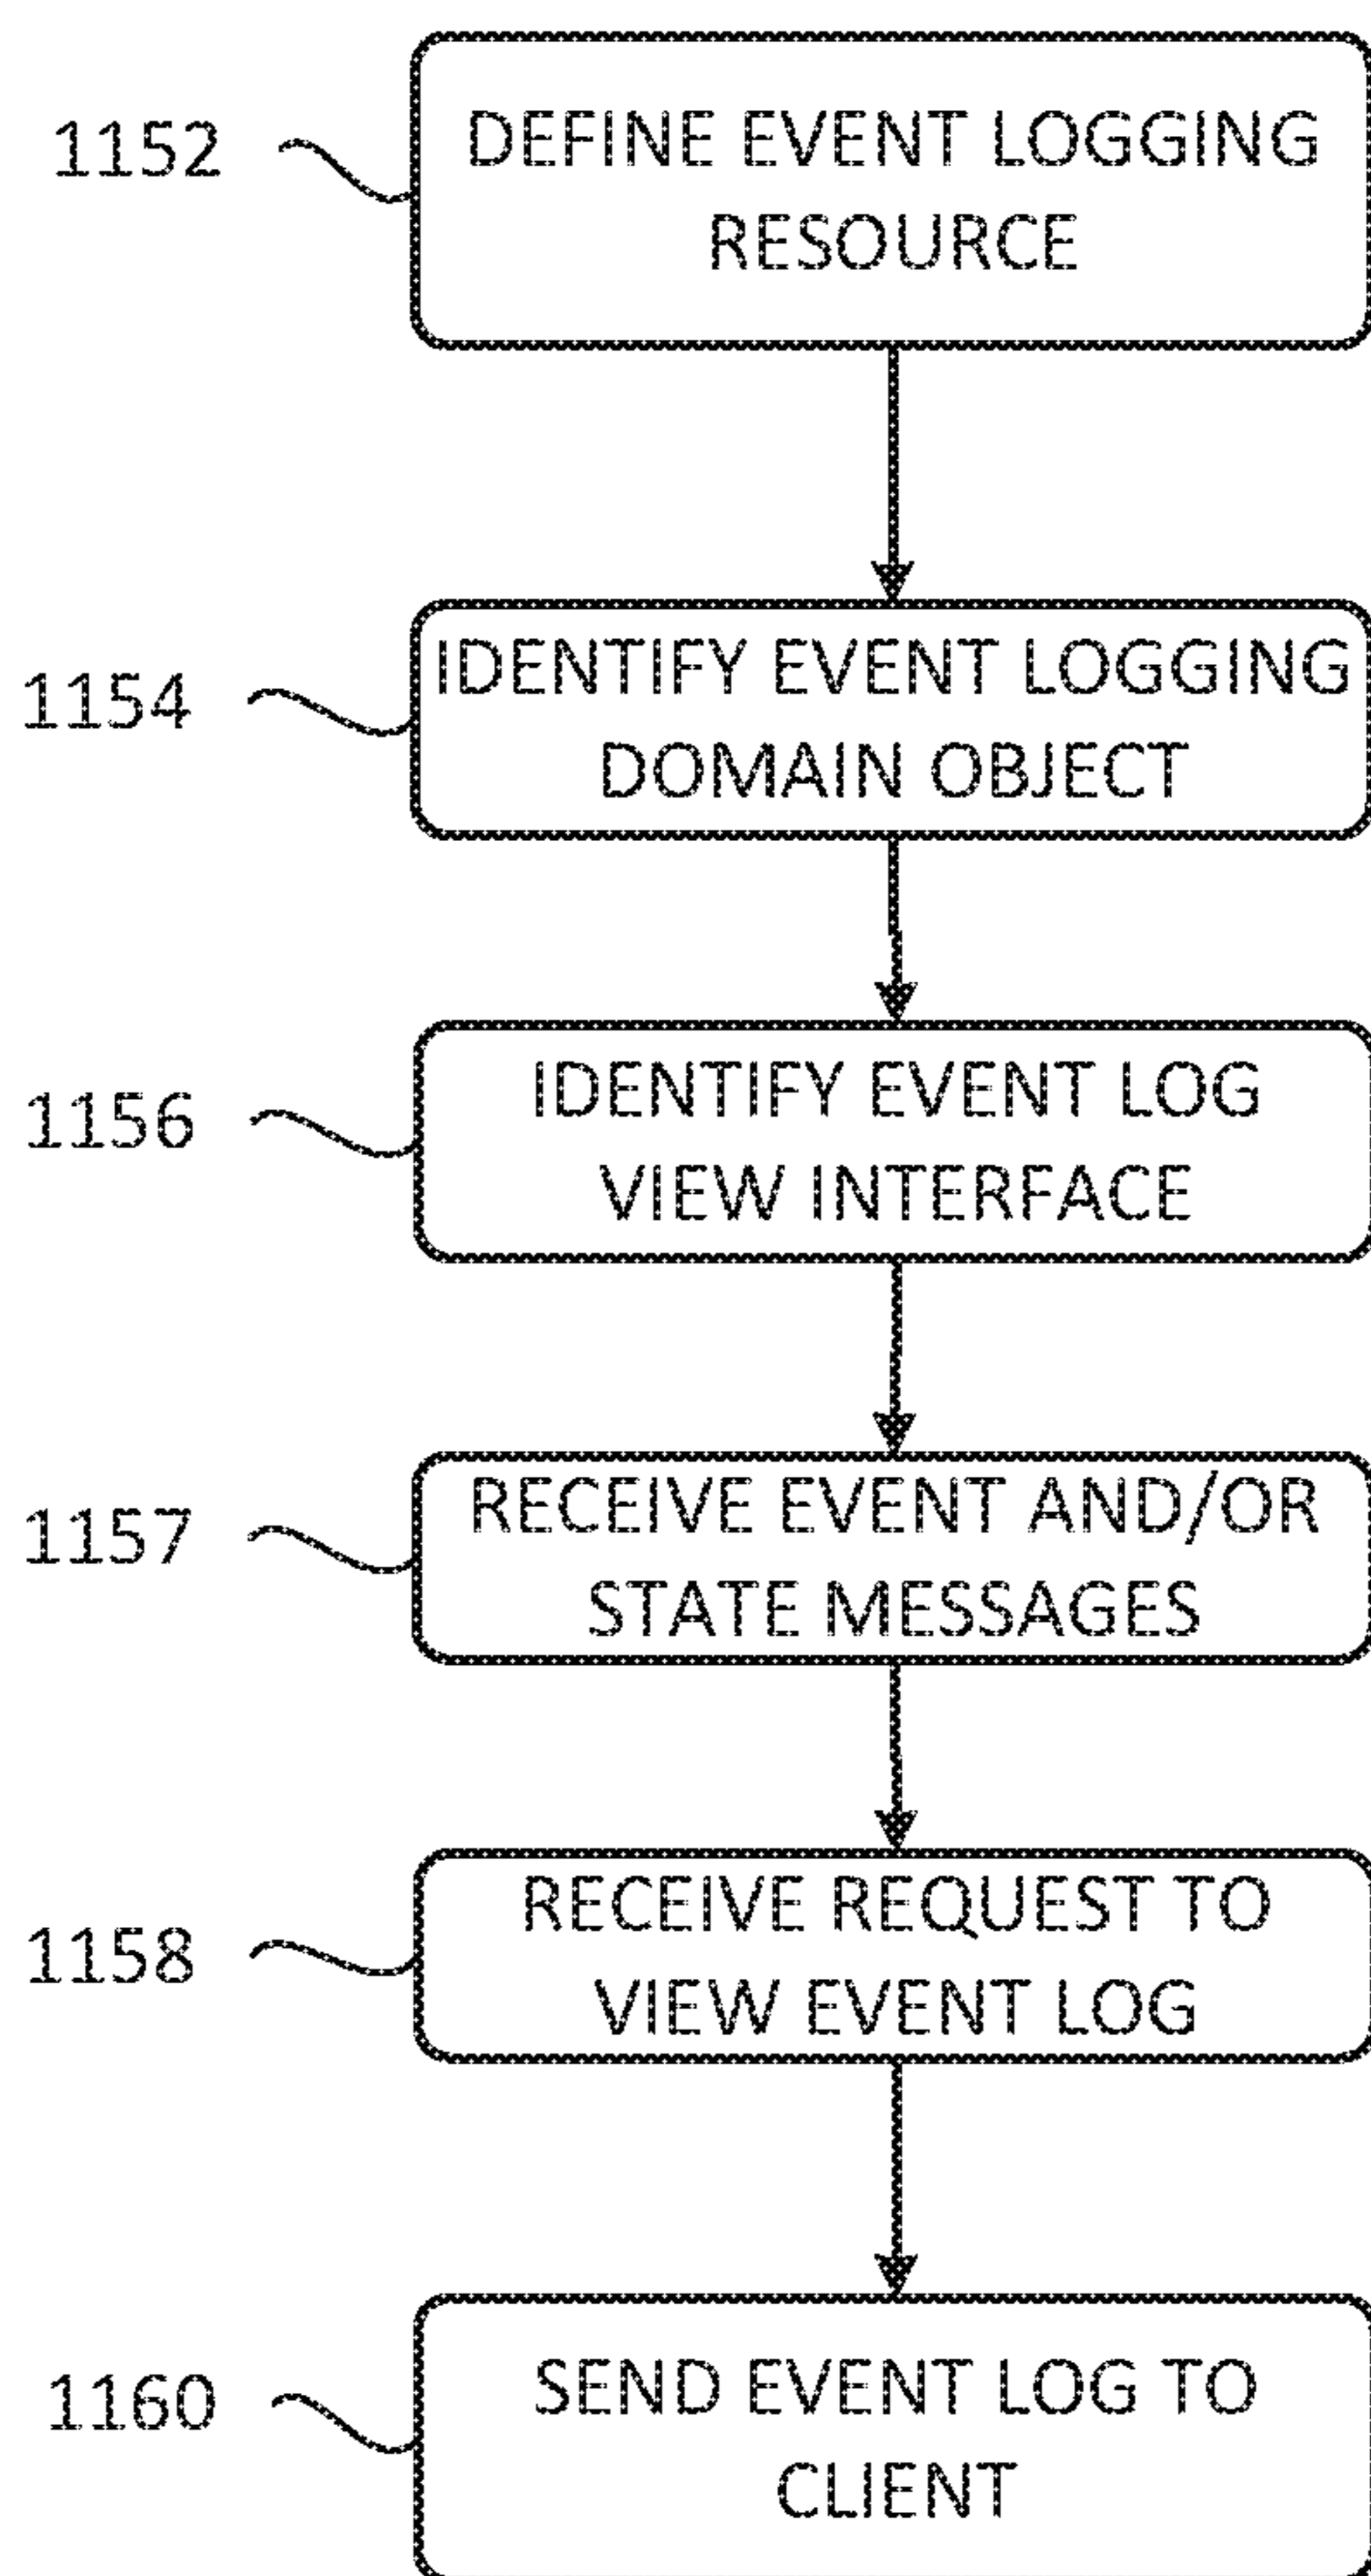 1152
DEFINE EVENT LOGGING
RESOURCE
1154
IDENTIFY EVENT LOGGING
DOMAIN OBJECT
1156
IDENTIFY EVENT LOG
VIEW INTERFACE
1157
RECEIVE EVENT AND/OR
STATE MESSAGES
1158
RECEIVE REQUEST TO
VIEW EVENT LOG
1160
SEND EVENT LOG TO
CLIENT